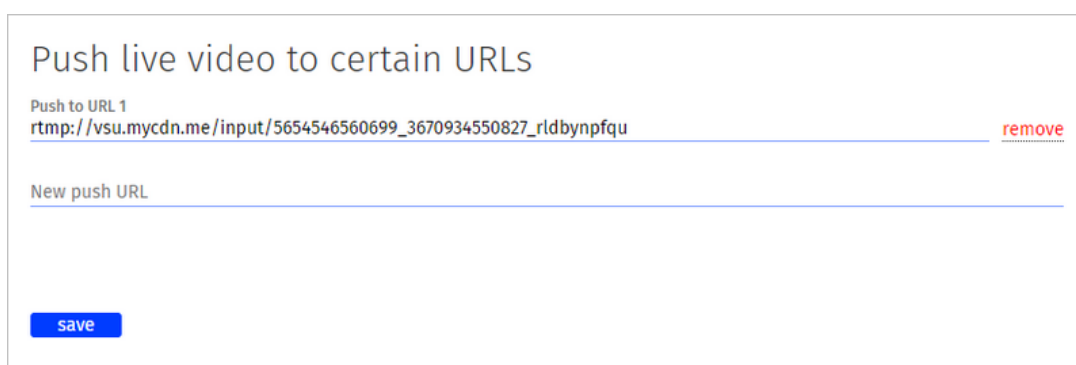 Push live video to certain URLs
Push to URL 1
rtmp://vsu.mycdn.me/input/5654546560699_3670934550827_rldbynpfqu
remove
New push URL
save